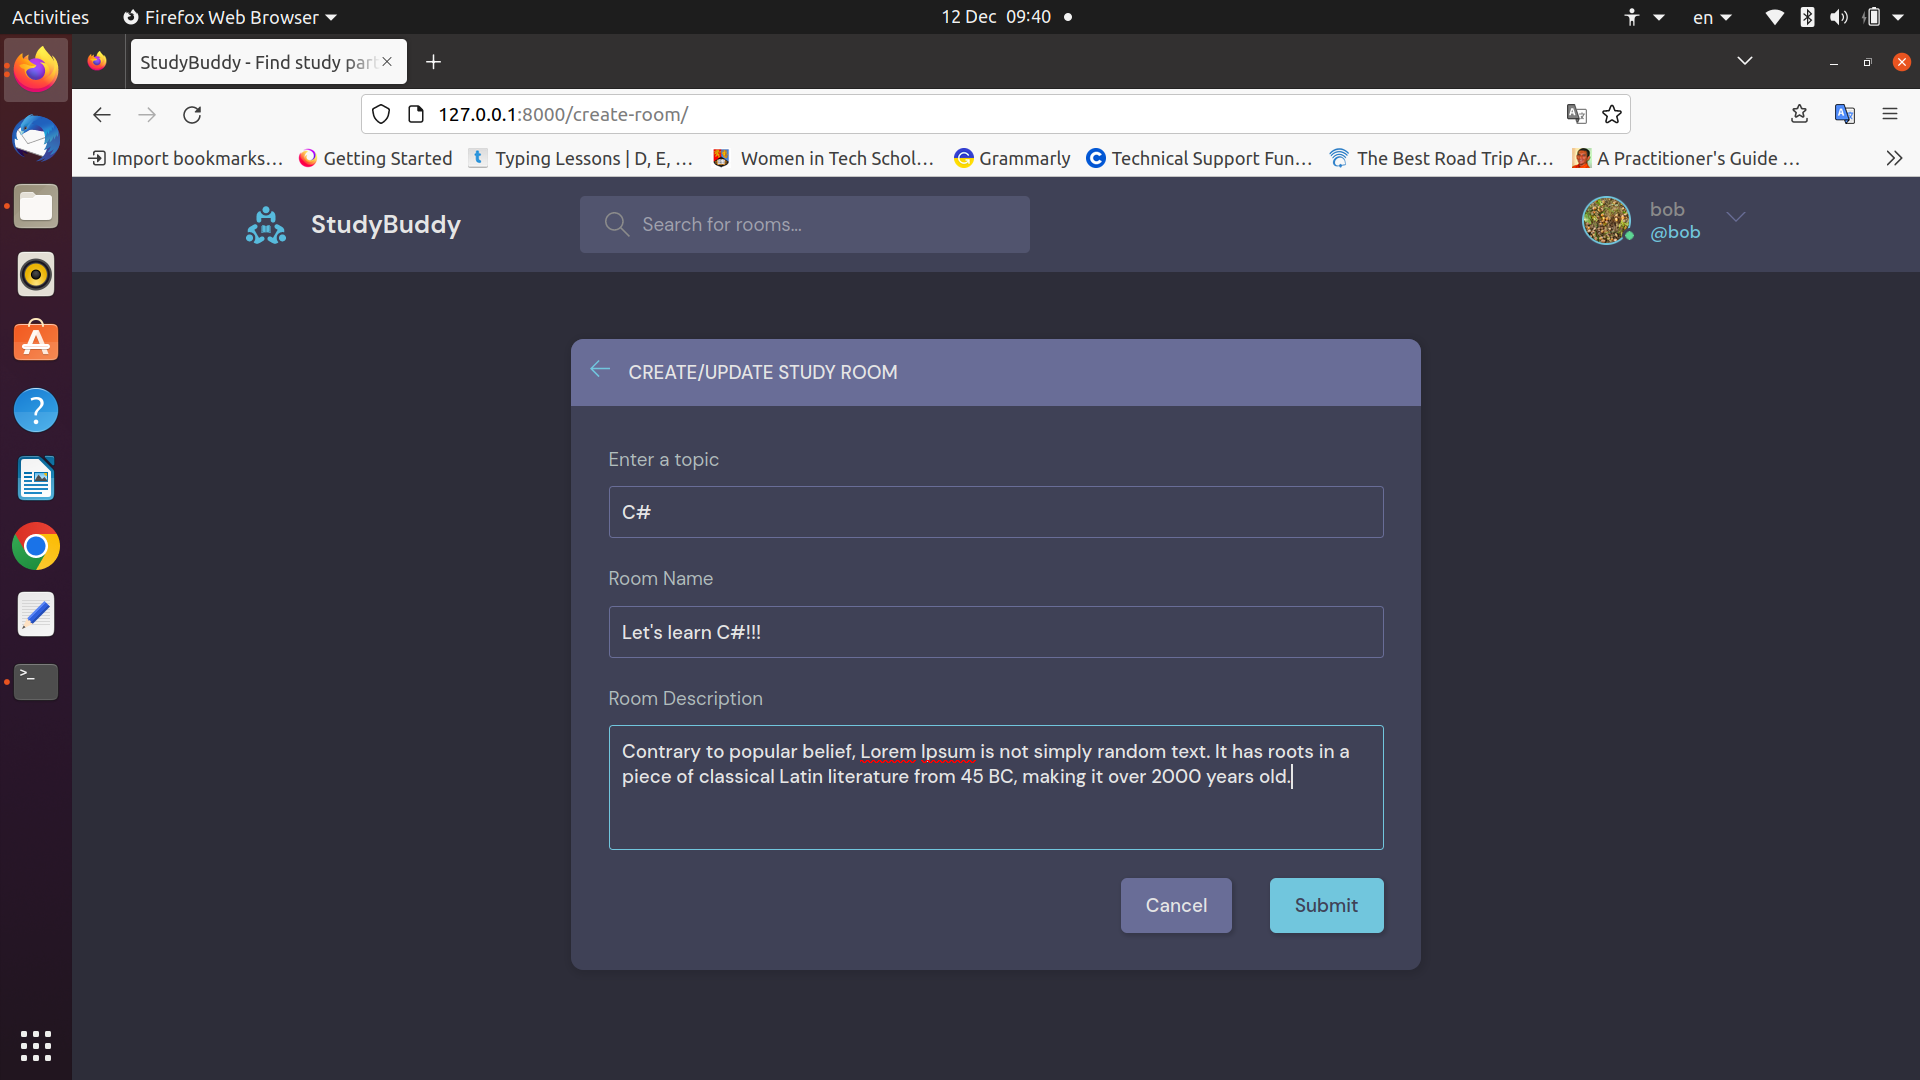 Activities Firefox Web Browser 12 Dec 09:40 en
StudyBuddy - Find study par
127.0.0.1:8000/create-room/
Import bookmarks... Getting Started Typing Lessons | D, E, ... Women in Tech Schol... Grammarly Technical Support Fun... The Best Road Trip Ar... A Practitioner's Guide ...
StudyBuddy
Search for rooms...
bob
@bob
CREATE/UPDATE STUDY ROOM
Enter a topic
C#
Room Name
Let's learn C#!!!
Room Description
Contrary to popular belief, Lorem Ipsum is not simply random text. It has roots in a
piece of classical Latin literature from 45 BC, making it over 2000 years old.
Cancel Submit